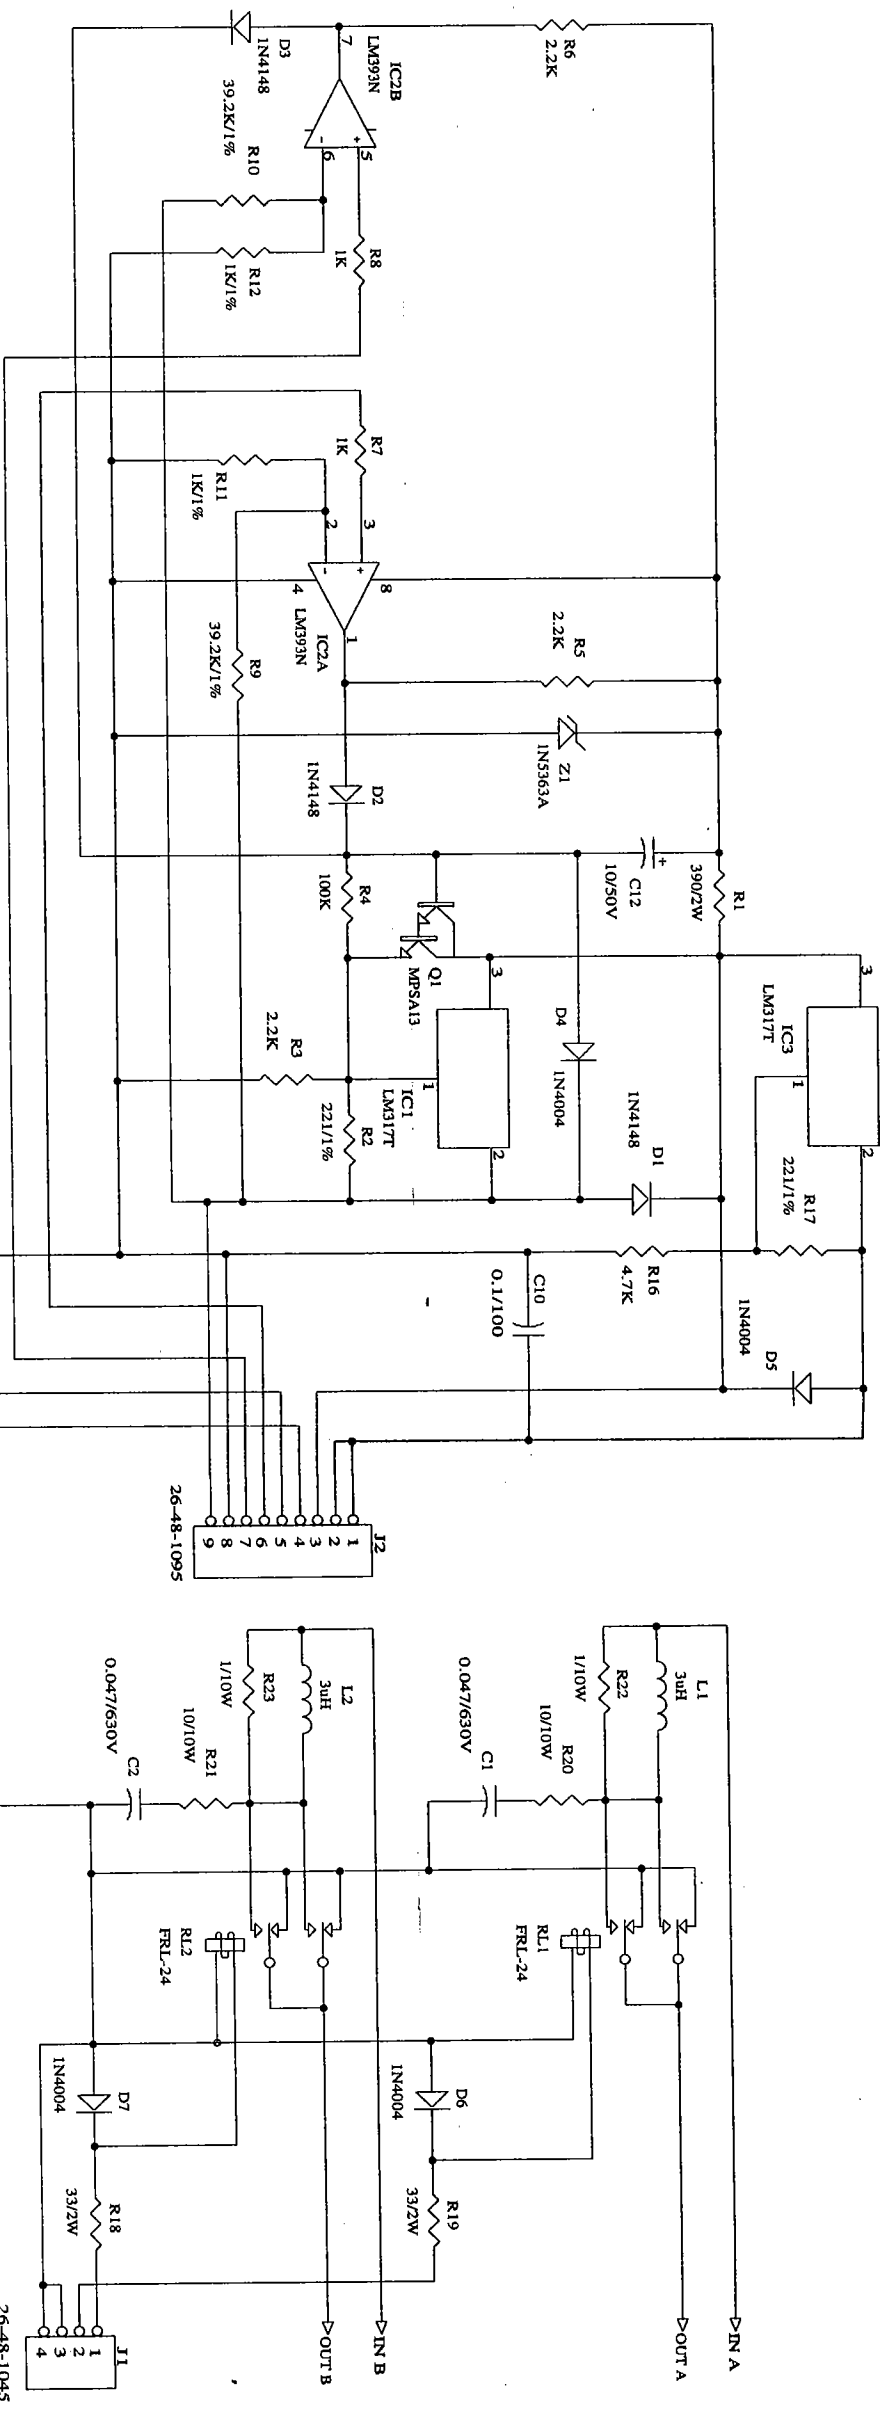 R6
2.2K
D3
1N4148
7
IC2B
LM393N
39.2K/1%
R10
-
+
6
5
R12
1K/1%
R8
1K
R7
1K
R11
1K/1%
2
3
-
+
4
8
IC2A
LM393N
1
R9
39.2K/1%
R5
2.2K
Z1
1N5363A
D2
1N4148
R4
100K
C12
10/50V
+
R1
390/2W
Q1
MPSA13
3
IC1
LM317T
1
2
R3
2.2K
R2
221/1%
D4
1N4004
D1
1N4148
3
IC3
LM317T
1
2
R17
221/1%
R16
4.7K
C10
0.1/100
D5
1N4004
J2
1
2
3
4
5
6
7
8
9
26-48-1095
L1
3uH
R22
1/10W
R20
10/10W
C1
0.047/630V
L2
3uH
R23
1/10W
R21
10/10W
C2
0.047/630V
RL1
FRL-24
RL2
FRL-24
D6
1N4004
D7
1N4004
R19
33/2W
R18
33/2W
IN A
OUT A
IN B
OUT B
J1
1
2
3
4
26-48-1045